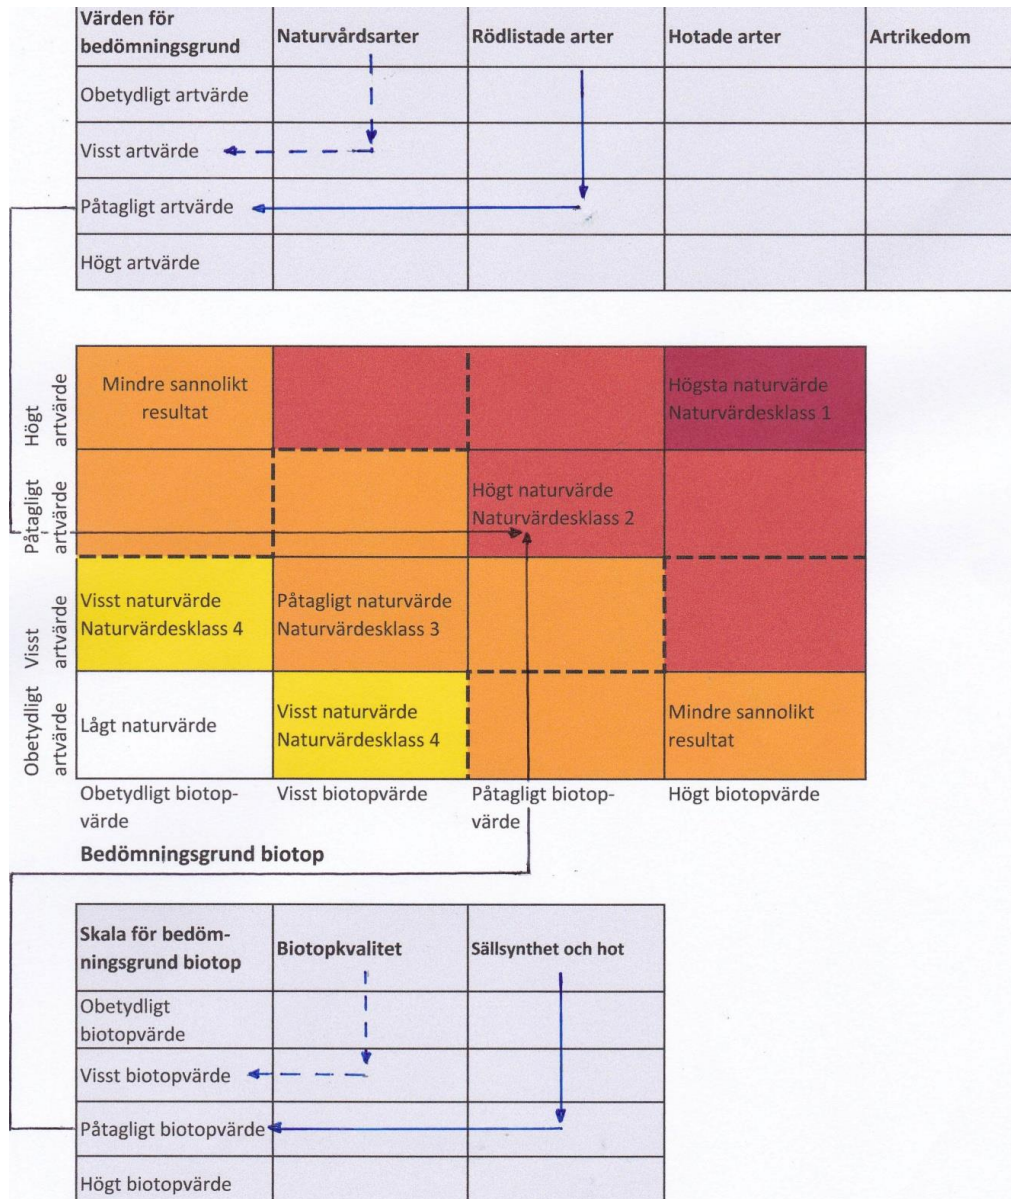 Värden för
bedömningsgrund
Naturvårdsarter
Rödlistade arter
Hotade arter
Artrikedom
Obetydligt artvärde
Visst artvärde
Påtagligt artvärde
Högt artvärde
Högt
artvärde
Mindre sannolikt
resultat
Högsta naturvärde
Naturvärdesklass 1
Påtagligt
artvärde
Högt naturvärde
Naturvärdesklass 2
Visst
artvärde
Visst naturvärde
Naturvärdesklass 4
Påtagligt naturvärde
Naturvärdesklass 3
Obetydligt
artvärde
Lågt naturvärde
Visst naturvärde
Naturvärdesklass 4
Mindre sannolikt
resultat
Obetydligt biotop-
värde
Visst biotopvärde
Påtagligt biotop-
värde
Högt biotopvärde
Bedömningsgrund biotop
Skala för bedöm-
ningsgrund biotop
Biotopkvalitet
Sällsynthet och hot
Obetydligt
biotopvärde
Visst biotopvärde
Påtagligt biotopvärde
Högt biotopvärde